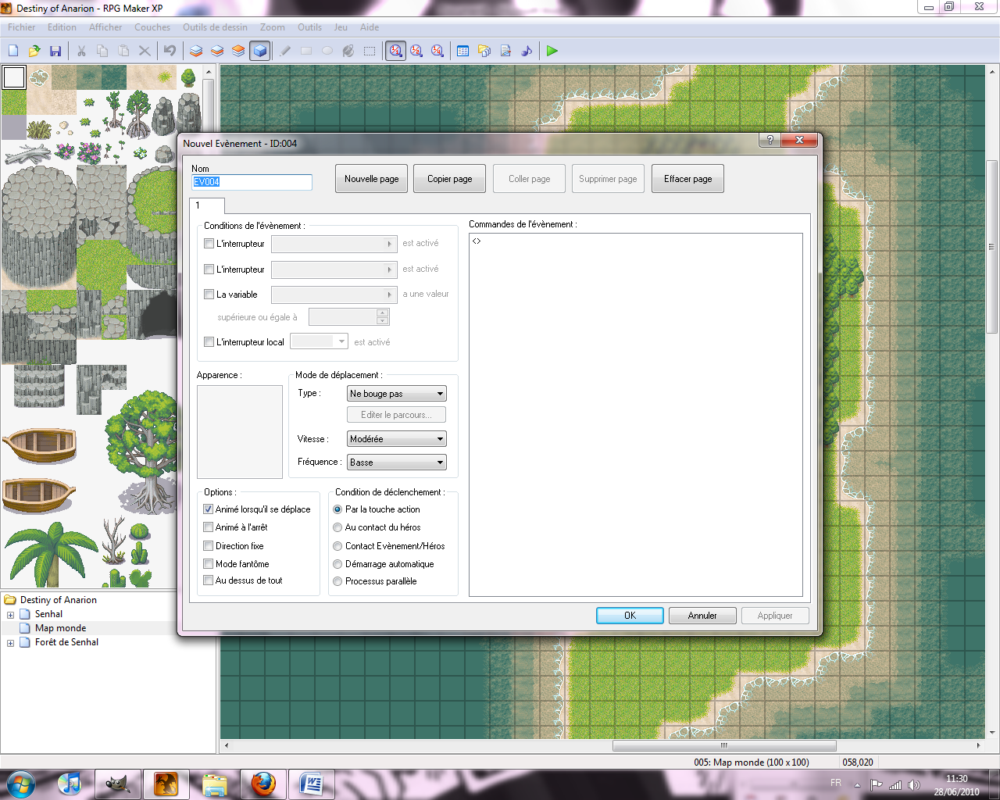 Destiny of Anarion - RPG Maker XP
Fichier Edition Afficher Couches Outils de dessin Zoom Outils Jeu Aide
Nouvel Evènement - ID:004
Nom
EV004
Nouvelle page Copier page Coller page Supprimer page Effacer page
1
Conditions de l'évènement :
L'interrupteur est activé
L'interrupteur est activé
La variable a une valeur
supérieure ou égale à
L'interrupteur local est activé
Commandes de l'évènement :
<>
Apparence :
Mode de déplacement :
Type : Ne bouge pas
Editer le parcours...
Vitesse : Modérée
Fréquence : Basse
Options :
Animé lorsqu'il se déplace
Animé à l'arrêt
Direction fixe
Mode fantôme
Au dessus de tout
Condition de déclenchement :
Par la touche action
Au contact du héros
Contact Evènement/Héros
Démarrage automatique
Processus parallèle
OK Annuler Appliquer
Destiny of Anarion
Senhal
Map monde
Forêt de Senhal
005: Map monde (100 x 100) 058,020
FR
11:30
28/06/2010